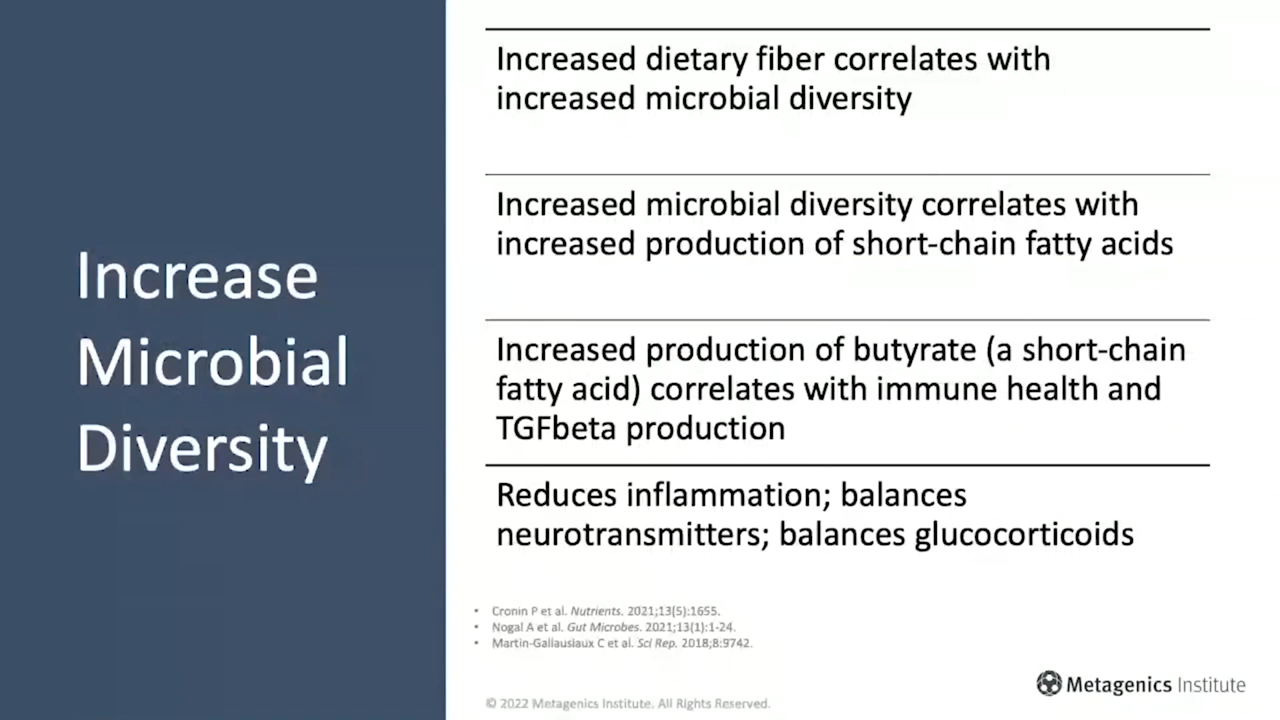 Increase
Microbial
Diversity
Increased dietary fiber correlates with
increased microbial diversity
Increased microbial diversity correlates with
increased production of short-chain fatty acids
Increased production of butyrate (a short-chain
fatty acid) correlates with immune health and
TGFbeta production
Reduces inflammation; balances
neurotransmitters; balances glucocorticoids
• Cronin P et al. Nutrients. 2021;13(5):1655.
• Nogal A et al. Gut Microbes. 2021;13(1):1-24.
• Martin-Gallausiaux C et al. Sci Rep. 2018;8:9742.
© 2022 Metagenics Institute. All Rights Reserved.
Metagenics Institute